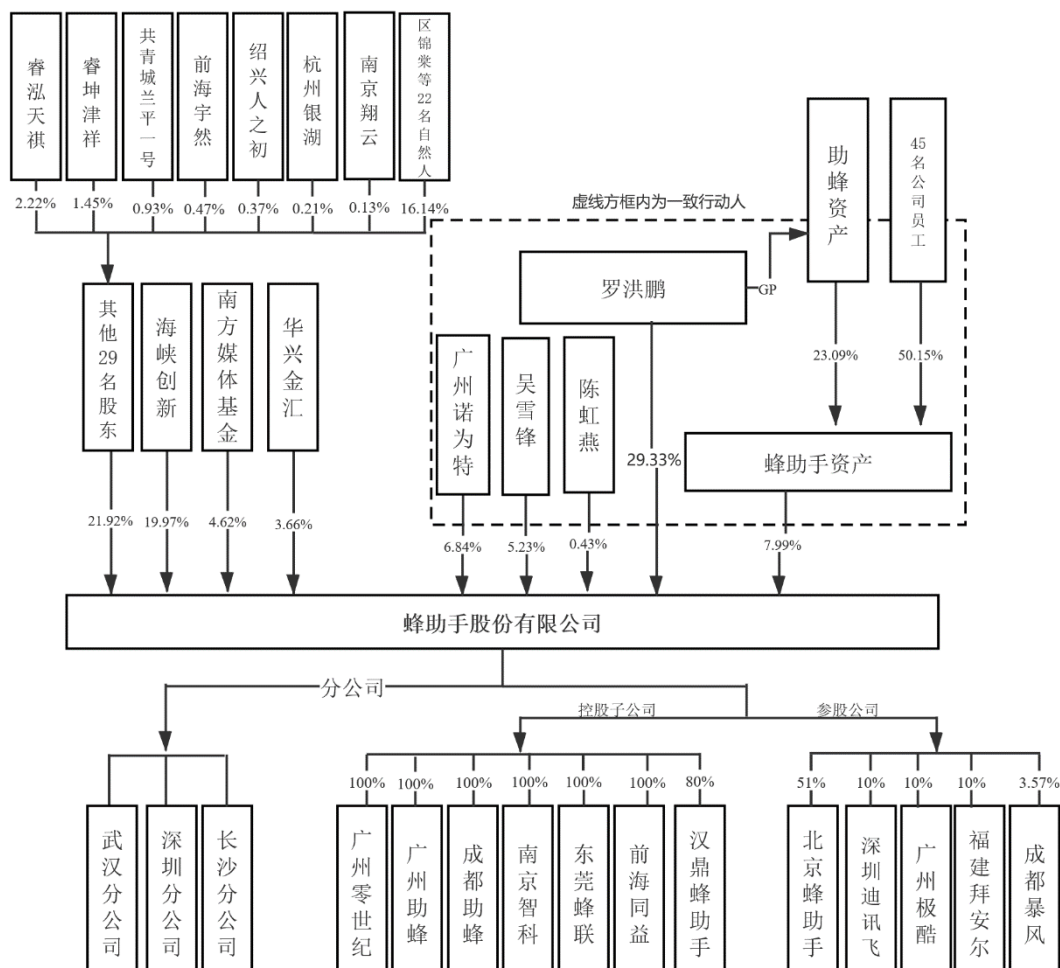 睿泓天祺
睿坤津祥
共青城兰平一号
前海宇然
绍兴人之初
杭州银湖
南京翔云
区锦棠等22名自然人
2.22%
1.45%
0.93%
0.47%
0.37%
0.21%
0.13%
16.14%
助蜂资产
45名公司员工
虚线方框内为一致行动人
罗洪鹏
GP
其他29名股东
海峡创新
南方媒体基金
华兴金汇
广州诺为特
吴雪锋
陈虹燕
23.09%
50.15%
29.33%
蜂助手资产
21.92%
19.97%
4.62%
3.66%
6.84%
5.23%
0.43%
7.99%
蜂助手股份有限公司
分公司
控股子公司
参股公司
100%
100%
100%
100%
100%
100%
80%
51%
10%
10%
10%
3.57%
武汉分公司
深圳分公司
长沙分公司
广州零世纪
广州助蜂
成都助蜂
南京智科
东莞蜂联
前海同益
汉鼎蜂助手
北京蜂助手
深圳迪讯飞
广州极酷
福建拜安尔
成都暴风